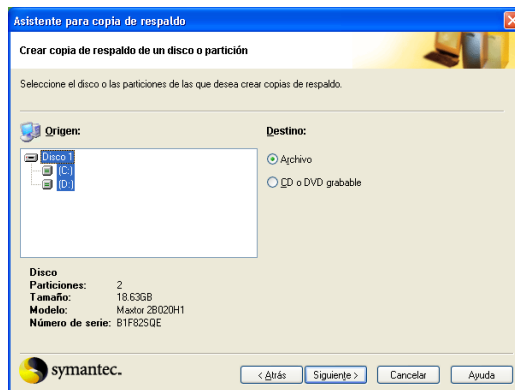 Asistente para copia de respaldo
Crear copia de respaldo de un disco o partición
Seleccione el disco o las particiones de las que desea crear copias de respaldo.
Origen:
Disco 1
(C:)
(D:)
Destino:
Archivo
CD o DVD grabable
Disco
Particiones: 2
Tamaño: 18.63GB
Modelo: Maxtor 2B020H1
Número de serie: B1F82SQE
symantec.
< Atrás
Siguiente >
Cancelar
Ayuda